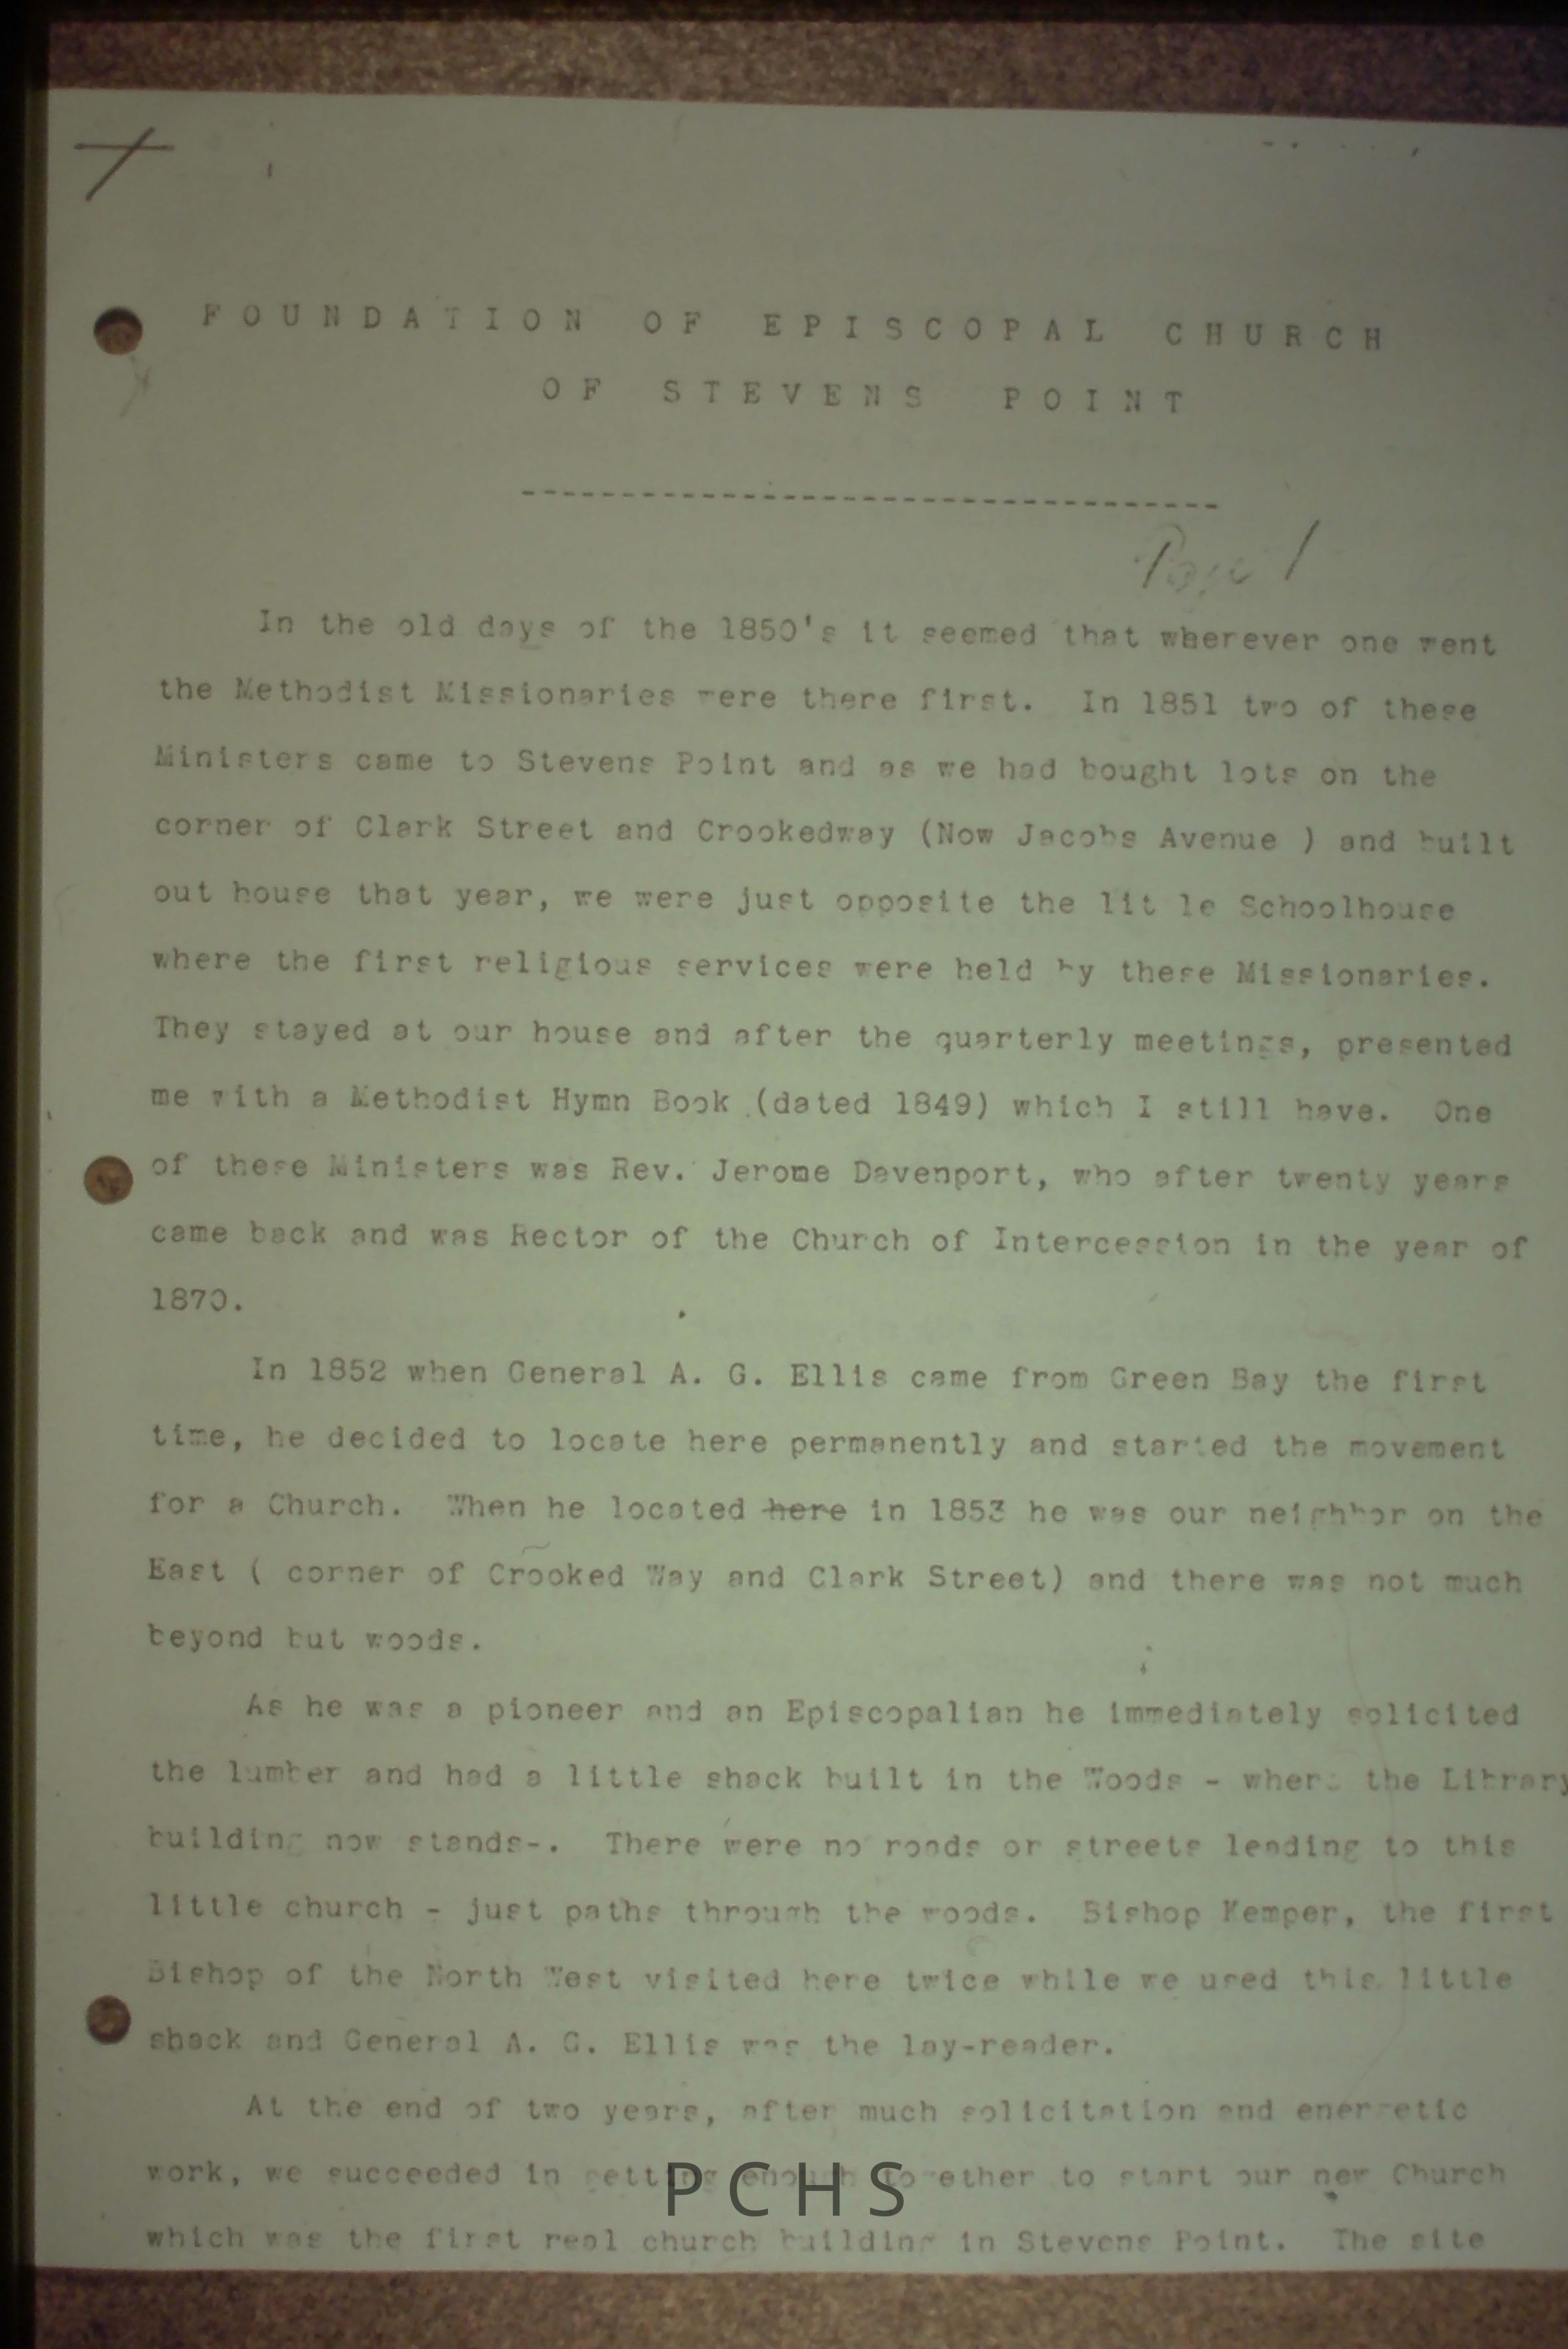 FOUNDATION OF EPISCOPAL CHURCH
OF STEVENS POINT
----------------------------------
Page 1
In the old days of the 1850's it seemed that wherever one went
the Methodist Missionaries were there first. In 1851 two of these
Ministers came to Stevens Point and as we had bought lots on the
corner of Clark Street and Crookedway (Now Jacobs Avenue ) and built
out house that year, we were just opposite the lit le Schoolhouse
where the first religious services were held by these Missionaries.
They stayed at our house and after the quarterly meetings, presented
me with a Methodist Hymn Book (dated 1849) which I still have. One
of these Ministers was Rev. Jerome Davenport, who after twenty years
came back and was Rector of the Church of Intercession in the year of
1870.
In 1852 when General A. G. Ellis came from Green Bay the first
time, he decided to locate here permanently and started the movement
for a Church. When he located here in 1853 he was our neighbor on the
East ( corner of Crooked Way and Clark Street) and there was not much
beyond but woods.
As he was a pioneer and an Episcopalian he immediately solicited
the lumber and had a little shack built in the Woods - where the Library
building now stands-. There were no roads or streets leading to this
little church - just paths through the woods. Bishop Kemper, the first
Bishop of the North West visited here twice while we used this little
shack and General A. G. Ellis was the lay-reader.
At the end of two years, after much solicitation and energetic
work, we succeeded in getting enough together to start our new Church
which was the first real church building in Stevens Point. The site
PCHS